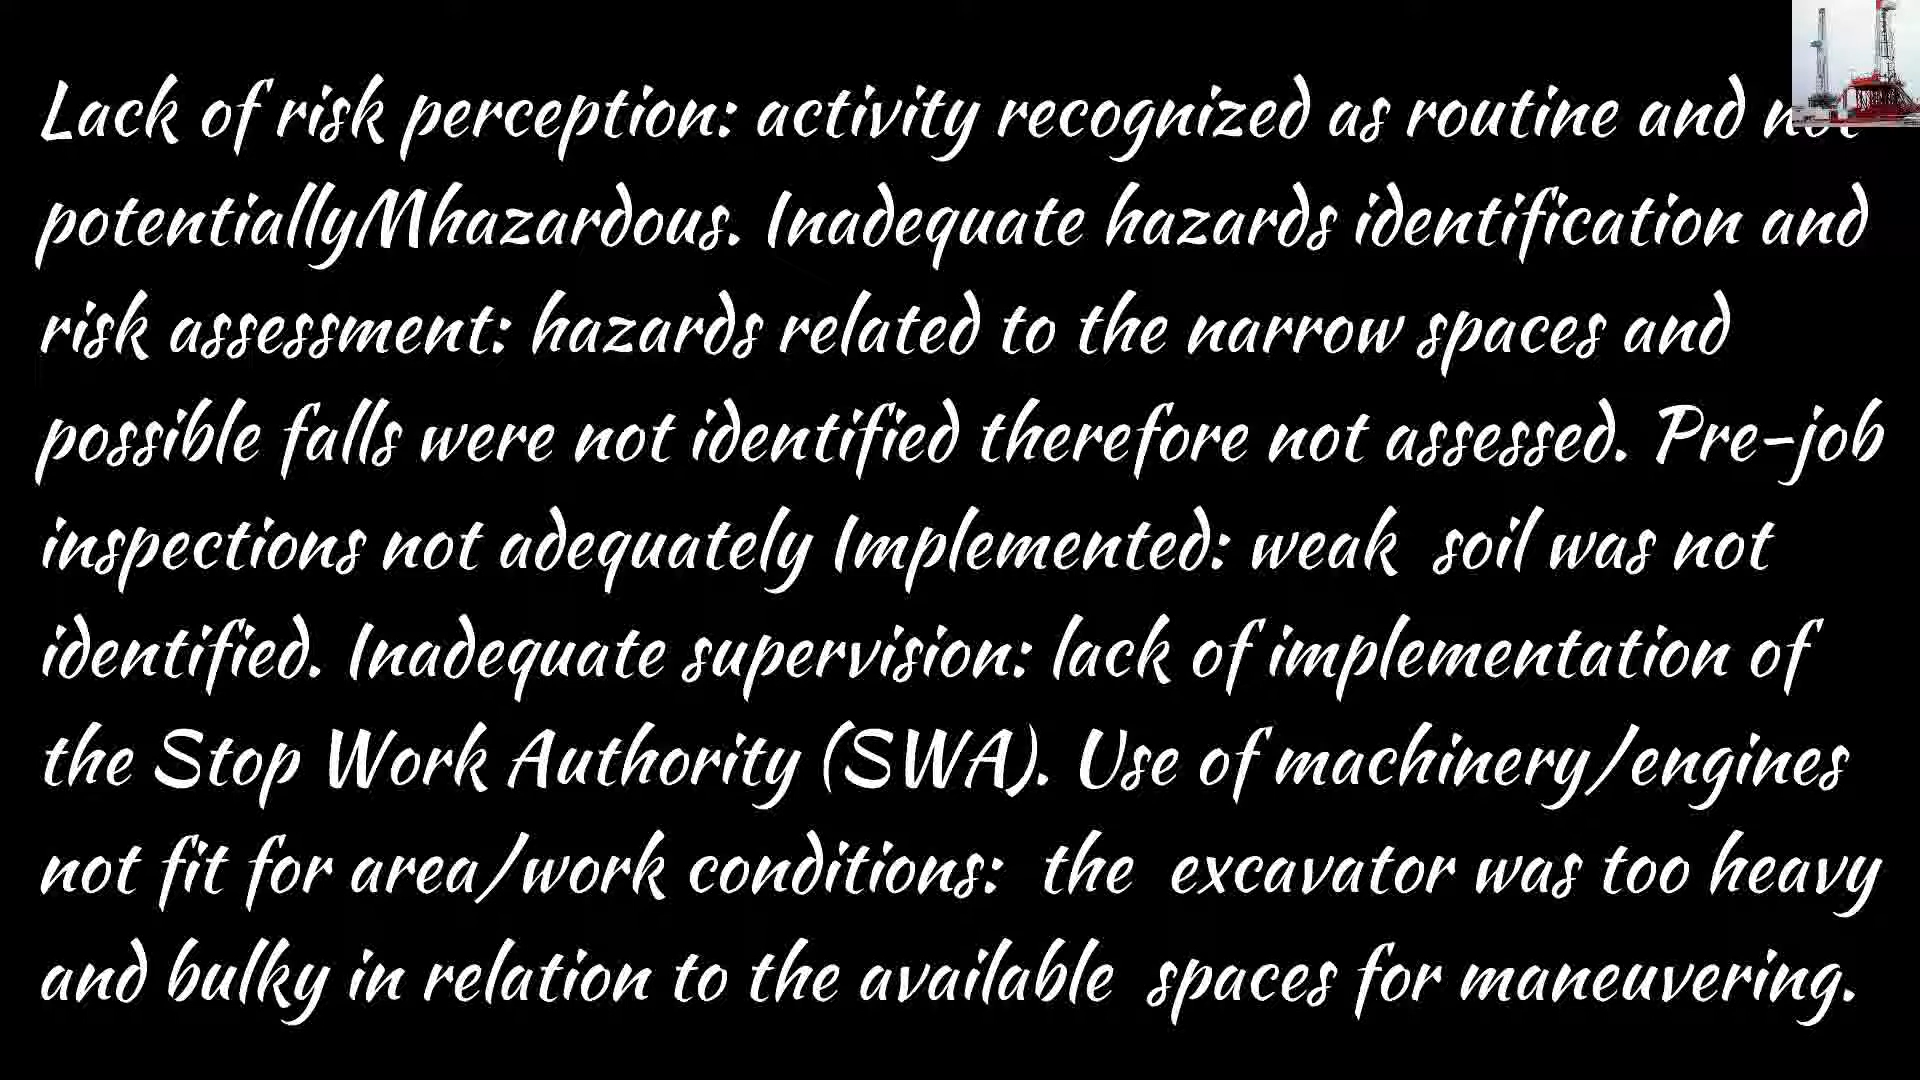 Lack of risk perception: activity recognized as routine and not
potentiallyMhazardous. Inadequate hazards identification and
risk assessment: hazards related to the narrow spaces and
possible falls were not identified therefore not assessed. Pre-job
inspections not adequately Implemented: weak  soil was not
identified. Inadequate supervision: lack of implementation of
the Stop Work Authority (SWA). Use of machinery/engines
not fit for area/work conditions:  the  excavator was too heavy
and bulky in relation to the available  spaces for maneuvering.